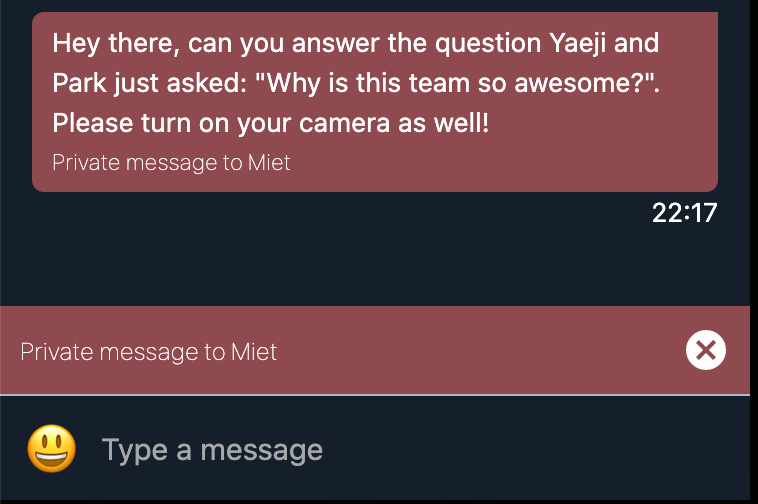 Hey there, can you answer the question Yaeji and
Park just asked: "Why is this team so awesome?".
Please turn on your camera as well!
Private message to Miet
22:17
Private message to Miet
Type a message